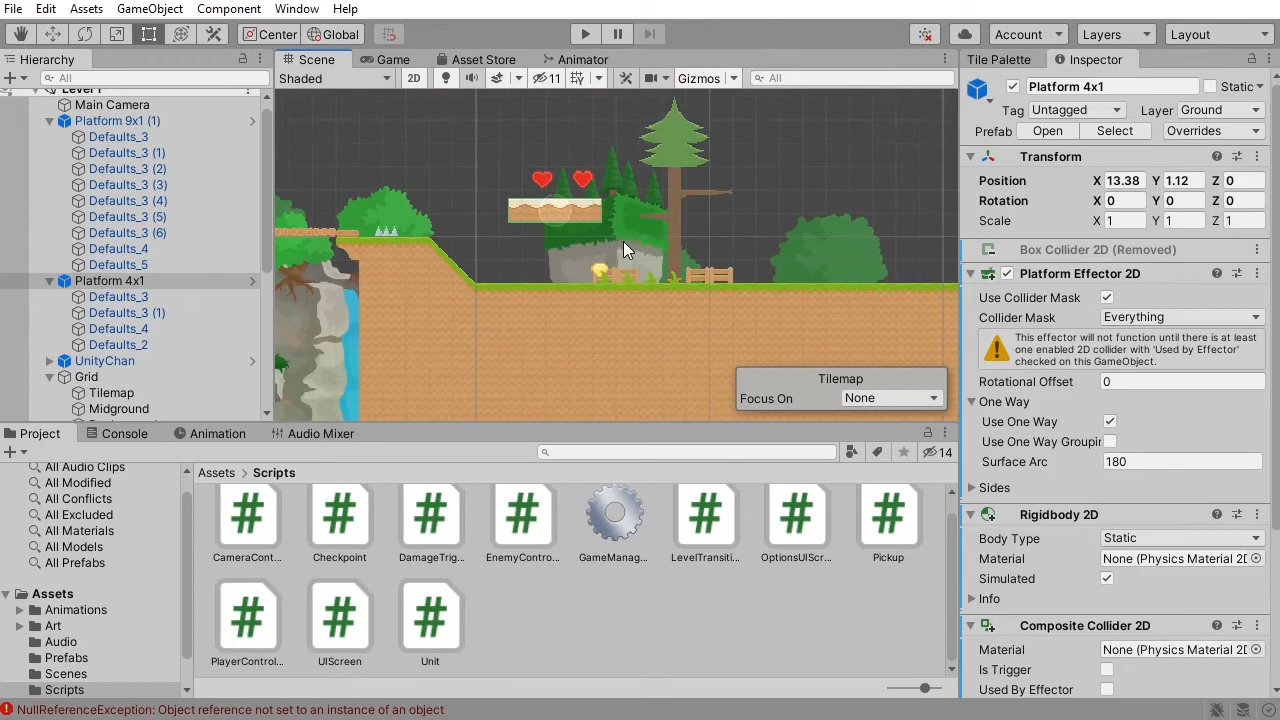 File Edit Assets GameObject Component Window Help
Center Global Account Layers Layout
Hierarchy
All
Level 1
Main Camera
Platform 9x1 (1)
Defaults_3
Defaults_3 (1)
Defaults_3 (2)
Defaults_3 (3)
Defaults_3 (4)
Defaults_3 (5)
Defaults_3 (6)
Defaults_4
Defaults_5
Platform 4x1
Defaults_3
Defaults_3 (1)
Defaults_4
Defaults_2
UnityChan
Grid
Tilemap
Midground
Scene Game Asset Store Animator
Shaded 2D 11 Gizmos All
Tilemap
Focus On None
Tile Palette Inspector
Platform 4x1 Static
Tag Untagged Layer Ground
Prefab Open Select Overrides
Transform
Position X 13.38 Y 1.12 Z 0
Rotation X 0 Y 0 Z 0
Scale X 1 Y 1 Z 1
Box Collider 2D (Removed)
Platform Effector 2D
Use Collider Mask
Collider Mask Everything
This effector will not function until there is at least
one enabled 2D collider with 'Used by Effector'
checked on this GameObject.
Rotational Offset 0
One Way
Use One Way
Use One Way Groupir
Surface Arc 180
Sides
Rigidbody 2D
Body Type Static
Material None (Physics Material 2D
Simulated
Info
Composite Collider 2D
Material None (Physics Material 2D
Is Trigger
Used By Effector
Project Console Animation Audio Mixer
14
All Audio Clips
All Modified
All Conflicts
All Excluded
All Materials
All Models
All Prefabs
Assets
Animations
Art
Audio
Prefabs
Scenes
Scripts
Assets > Scripts
CameraCont... Checkpoint DamageTrig... EnemyContro... GameManag... LevelTransiti... OptionsUIScr... Pickup
PlayerControl... UIScreen Unit
NullReferenceException: Object reference not set to an instance of an object